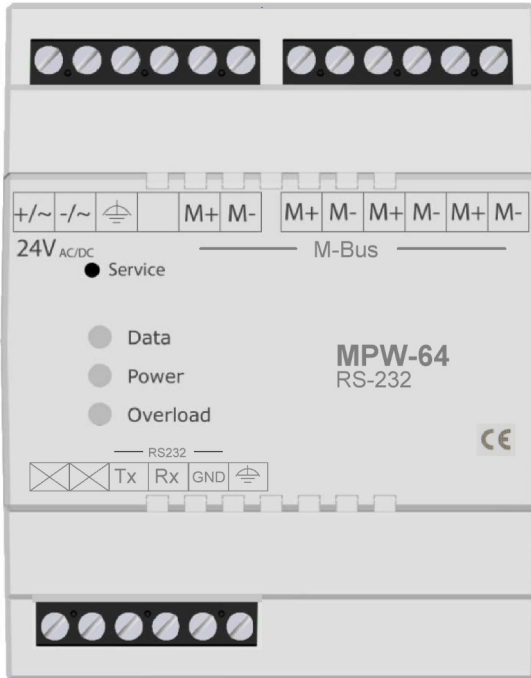 +/~ -/~ M+ M- M+ M- M+ M- M+ M-
24V AC/DC M-Bus
Service
Data
Power
Overload
MPW-64
RS-232
CE
RS232
Tx Rx GND